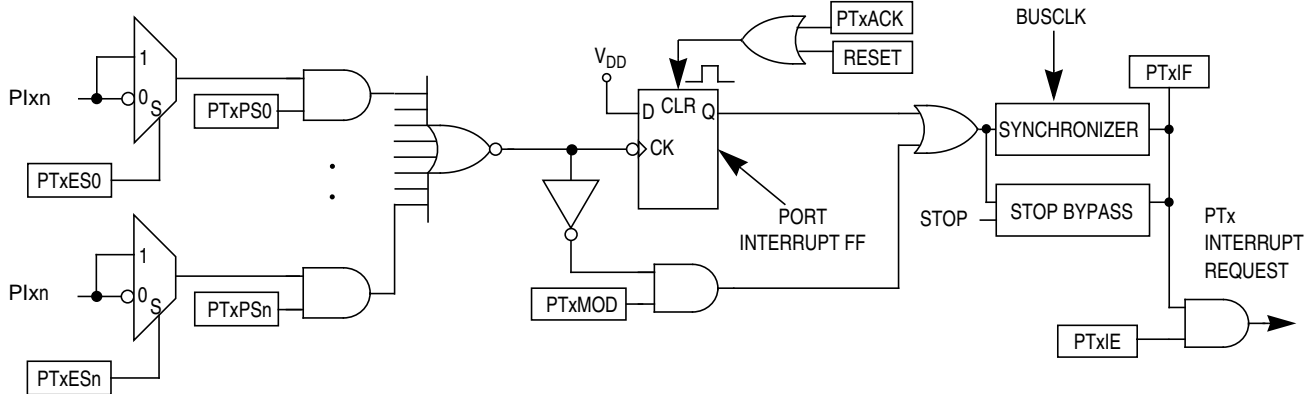 PIxn
1
0
S
PTxES0
PTxPS0
PIxn
1
0
S
PTxESn
PTxPSn
VDD
D
CLR
Q
CK
PTxACK
RESET
PORT
INTERRUPT FF
PTxMOD
BUSCLK
SYNCHRONIZER
STOP
STOP BYPASS
PTxIF
PTx
INTERRUPT
REQUEST
PTxIE